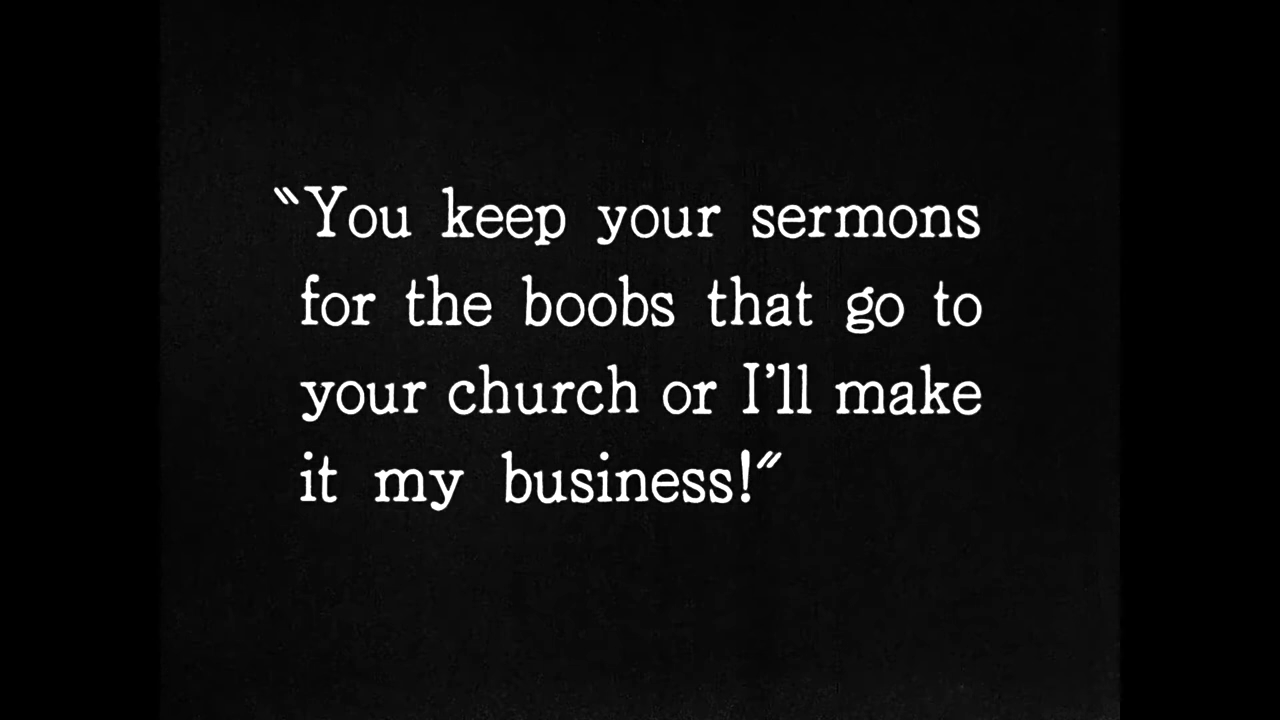 “You keep your sermons
for the boobs that go to
your church or I’ll make
it my business!”